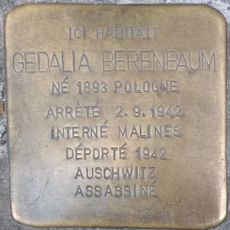 ICI HABITAIT
GEDALIA BERENBAUM
NÉ 1893 POLOGNE
ARRÊTÉ 2.9.1942
INTERNÉ MALINES
DÉPORTÉ 1942
AUSCHWITZ
ASSASSINÉ